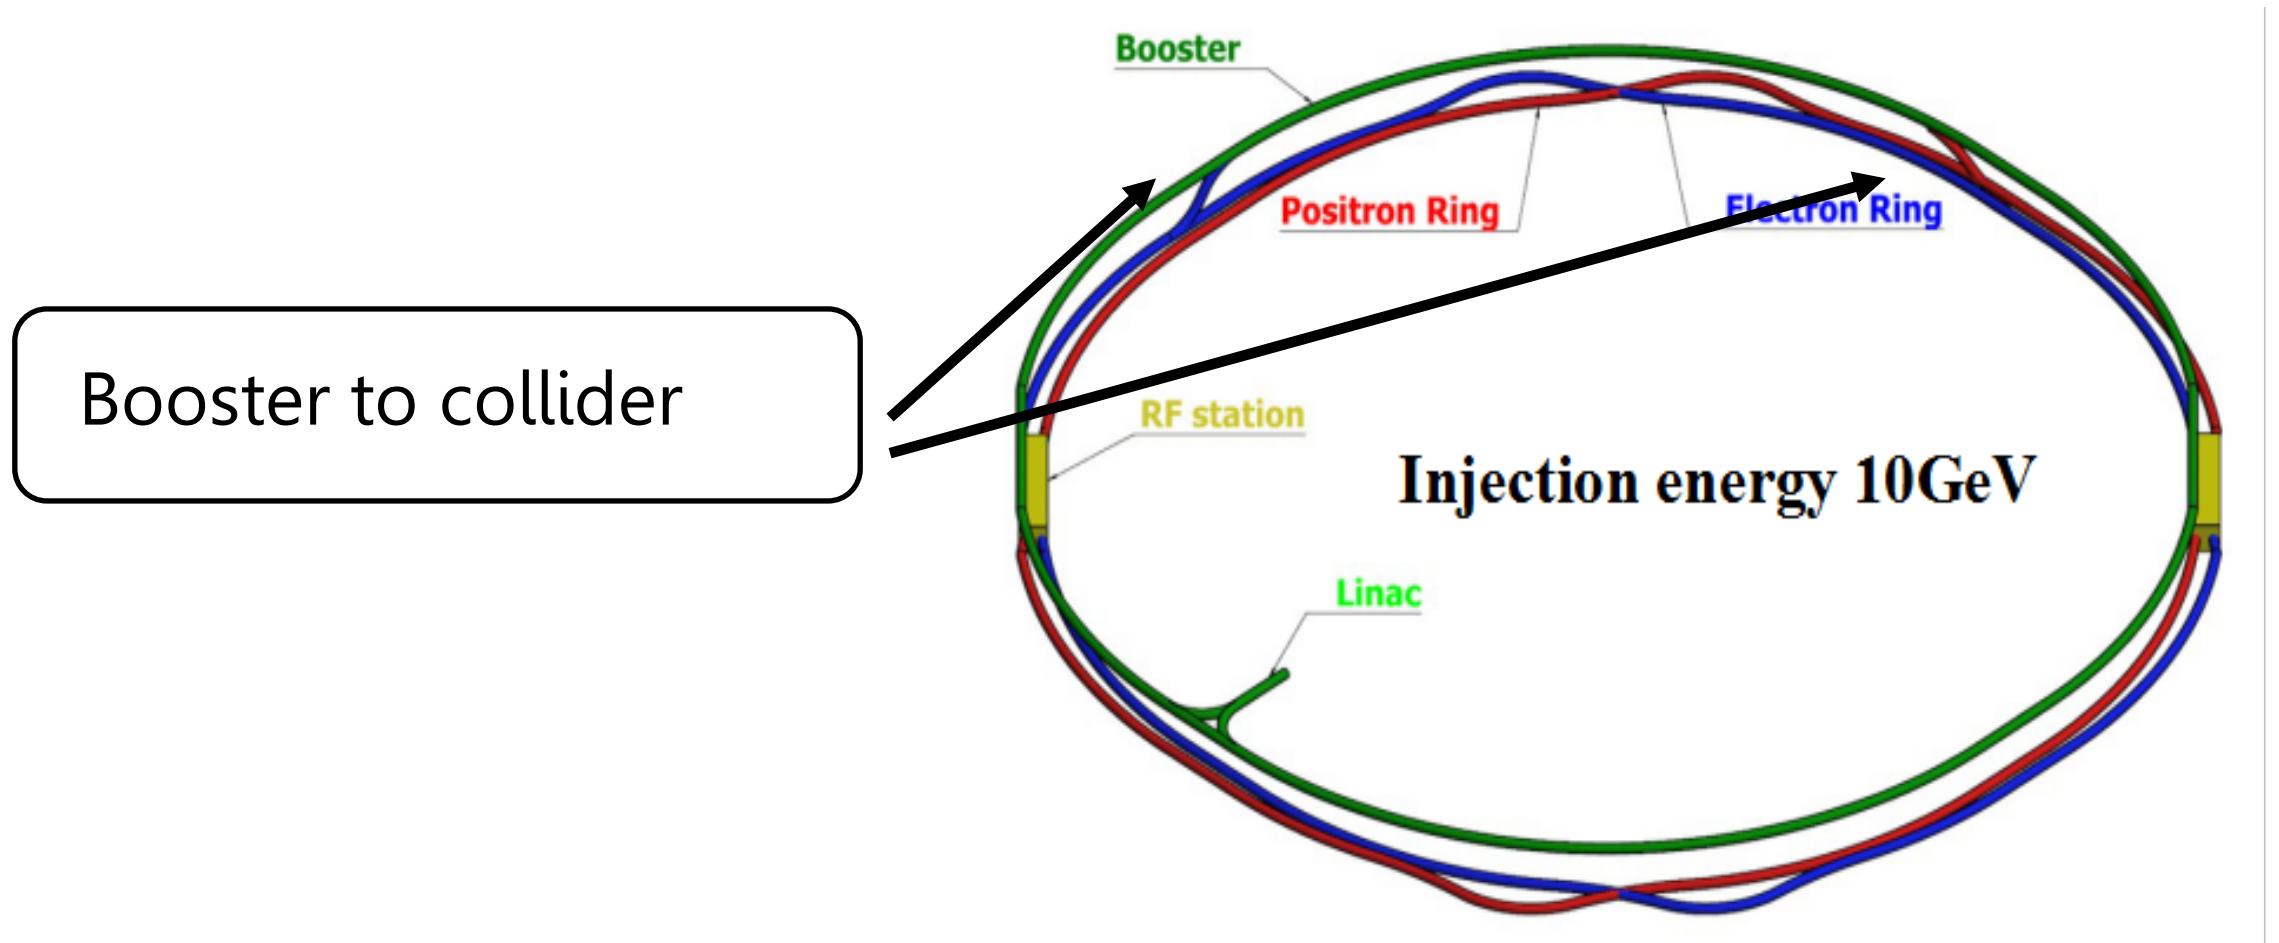 Booster
Positron Ring
Electron Ring
Booster to collider
RF station
Injection energy 10GeV
Linac